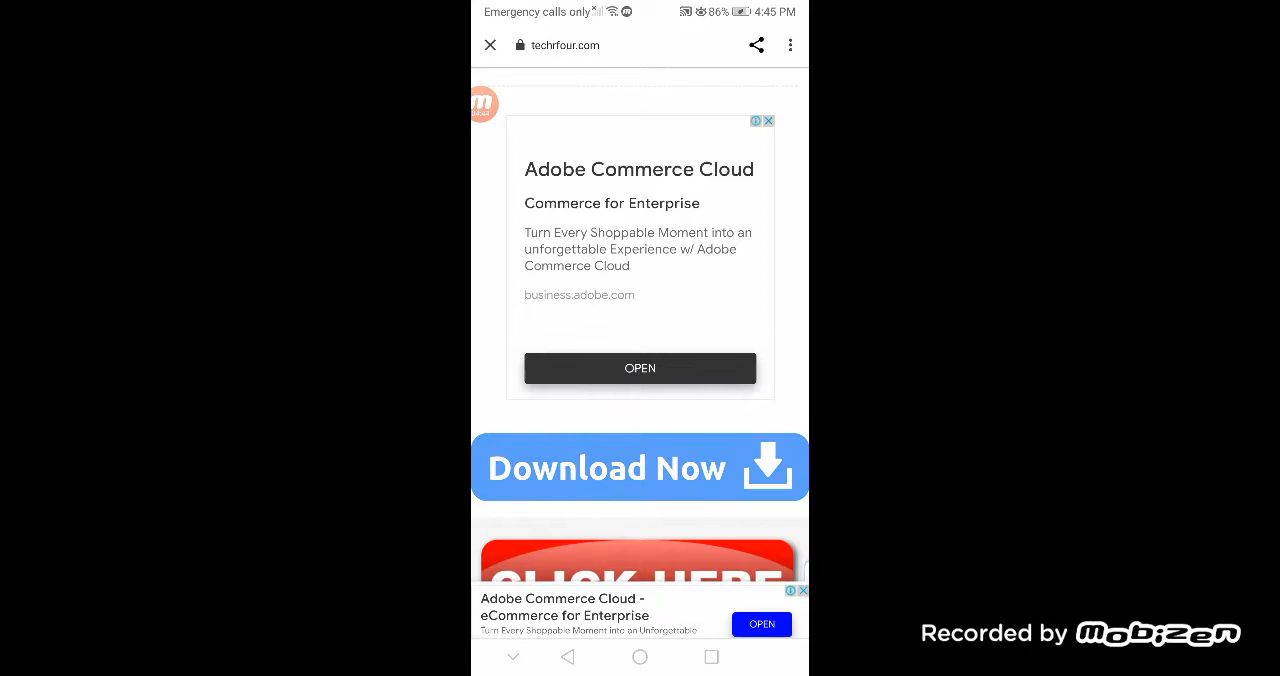 Emergency calls only 86% 4:45 PM
techrfour.com
m
04:44
Adobe Commerce Cloud
Commerce for Enterprise
Turn Every Shoppable Moment into an
unforgettable Experience w/ Adobe
Commerce Cloud
business.adobe.com
OPEN
Download Now
CLICK HERE
Adobe Commerce Cloud -
eCommerce for Enterprise
OPEN
Turn Every Shoppable Moment into an Unforgettable
Recorded by mobizen